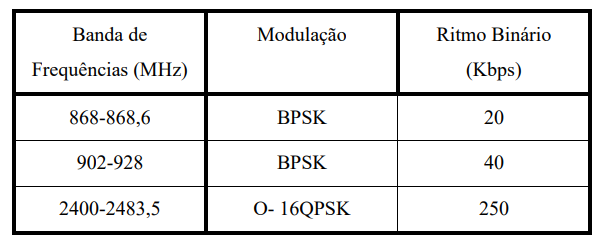 Banda de Frequências (MHz) Modulação Ritmo Binário (Kbps)
868-868,6 BPSK 20
902-928 BPSK 40
2400-2483,5 O- 16QPSK 250